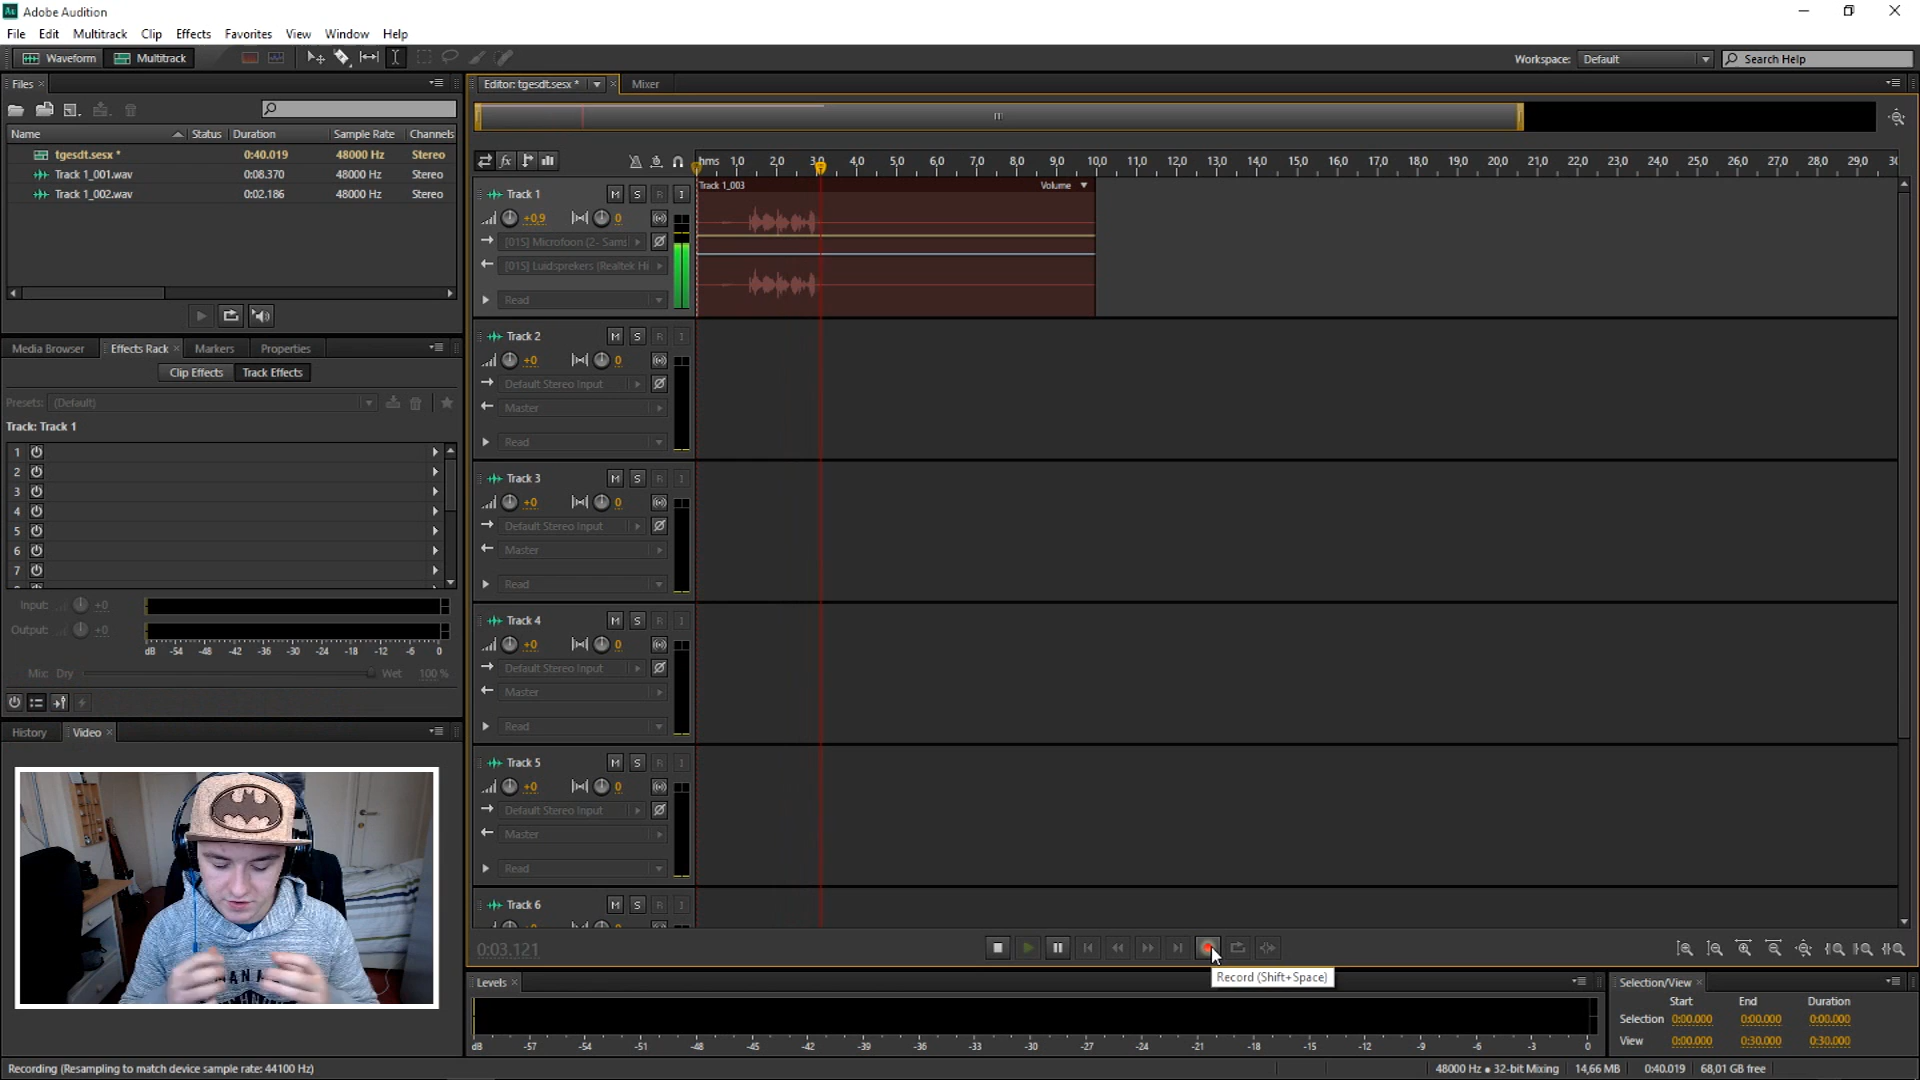 Adobe Audition
File Edit Multitrack Clip Effects Favorites View Window Help
Waveform Multitrack Workspace: Default Search Help
Files Editor: tgesdt.sesx * Mixer
Name Status Duration Sample Rate Channels
tgesdt.sesx * 0:40.019 48000 Hz Stereo
Track 1_001.wav 0:08.370 48000 Hz Stereo
Track 1_002.wav 0:02.186 48000 Hz Stereo
Media Browser Effects Rack Markers Properties
Clip Effects Track Effects
Presets: (Default)
Track: Track 1
1
2
3
4
5
6
7
Input: +0
Output: +0
dB -54 -48 -42 -36 -30 -24 -18 -12 -6 0
Mix: Dry Wet 100 %
History Video
hms 1,0 2,0 3,0 4,0 5,0 6,0 7,0 8,0 9,0 10,0 11,0 12,0 13,0 14,0 15,0 16,0 17,0 18,0 19,0 20,0 21,0 22,0 23,0 24,0 25,0 26,0 27,0 28,0 29,0
Track 1 M S R I
+0,9 0
[01S] Microfoon (2- Sams
[01S] Luidsprekers (Realtek Hi
Read
Track 1_003 Volume
Track 2 M S R I
+0 0
Default Stereo Input
Master
Read
Track 3 M S R I
+0 0
Default Stereo Input
Master
Read
Track 4 M S R I
+0 0
Default Stereo Input
Master
Read
Track 5 M S R I
+0 0
Default Stereo Input
Master
Read
Track 6 M S R I
0:03.121
Record (Shift+Space)
Levels
dB -57 -54 -51 -48 -45 -42 -39 -36 -33 -30 -27 -24 -21 -18 -15 -12 -9 -6 -3 0
Selection/View
Start End Duration
Selection 0:00.000 0:00.000 0:00.000
View 0:00.000 0:30.000 0:30.000
Recording (Resampling to match device sample rate: 44100 Hz)
48000 Hz • 32-bit Mixing 14,66 MB 0:40.019 68,01 GB free